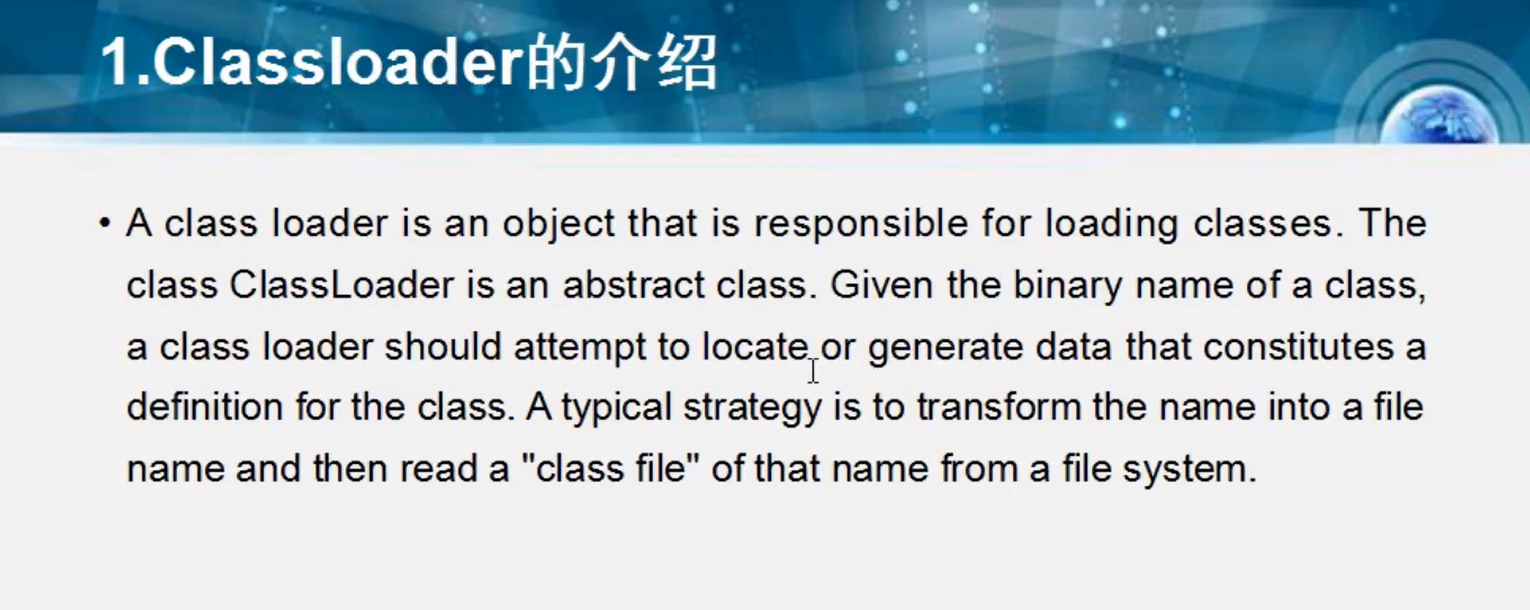 1.Classloader的介绍
• A class loader is an object that is responsible for loading classes. The
class ClassLoader is an abstract class. Given the binary name of a class,
a class loader should attempt to locate or generate data that constitutes a
definition for the class. A typical strategy is to transform the name into a file
name and then read a "class file" of that name from a file system.